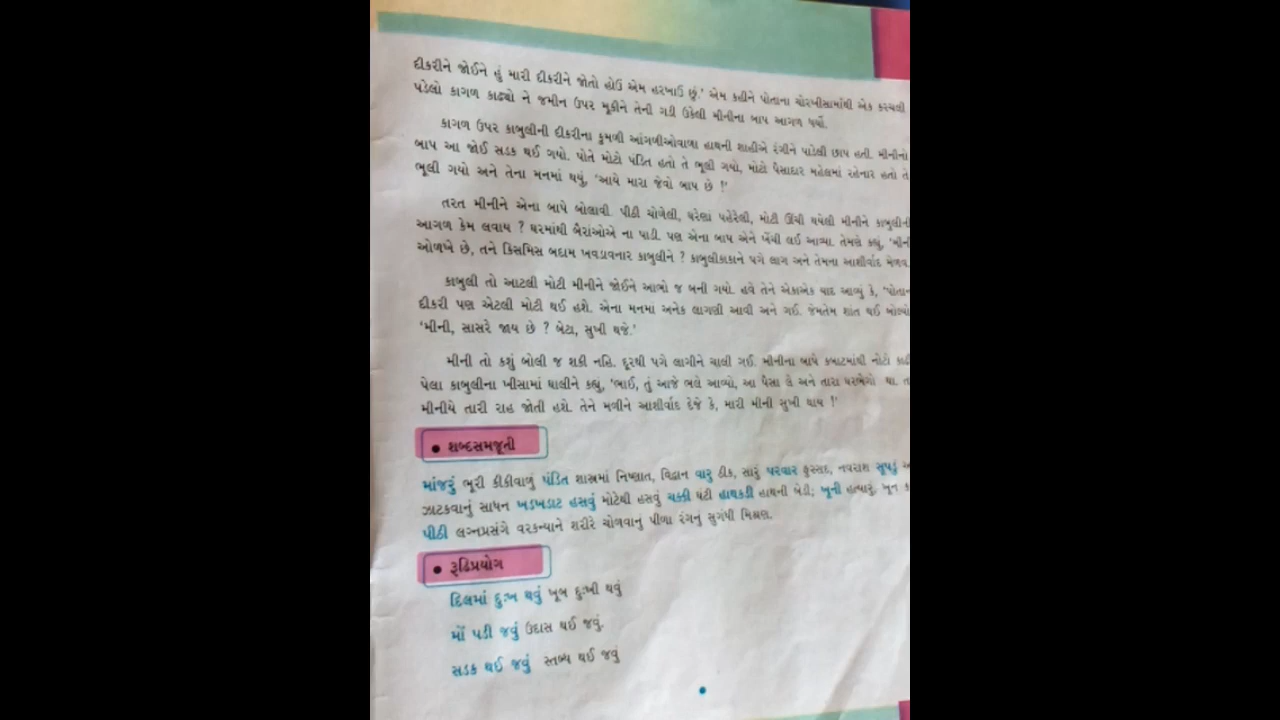 દીકરીને જોઈને હું મારી દીકરીને જોતો હોઉં એમ હરખાઉં છું.' એમ કહીને પોતાના ચોરખીસામાંથી એક કરચલી
પડેલો કાગળ કાઢ્યો ને જમીન ઉપર મૂકીને તેની ગડી ઉકેલી મીનીના બાપ આગળ ધર્યો.
કાગળ ઉપર કાબુલીની દીકરીના કુમળી આંગળીઓવાળા હાથની શાહીએ રંગીને પાડેલી છાપ હતી. મીનીનો
બાપ આ જોઈ સડક થઈ ગયો. પોતે મોટો પંડિત હતો તે ભૂલી ગયો, મોટો પૈસાદાર મહેલમાં રહેનાર હતો તે
ભૂલી ગયો અને તેના મનમાં થયું, 'આયે મારા જેવો બાપ છે !'
તરત મીનીને એના બાપે બોલાવી. પીઠી ચોળેલી, ઘરેણાં પહેરેલી, મોટી ઊંચી થયેલી મીનીને કાબુલીની
આગળ કેમ લવાય ? ઘરમાંથી બૈરાંઓએ ના પાડી. પણ એના બાપ એને ખેંચી લઈ આવ્યા. તેમણે કહ્યું, 'મીની
ઓળખે છે, તને કિસમિસ બદામ ખવડાવનાર કાબુલીને ? કાબુલીકાકાને પગે લાગ અને તેમના આશીર્વાદ મેળવ.
કાબુલી તો આટલી મોટી મીનીને જોઈને આભો જ બની ગયો. હવે તેને એકાએક યાદ આવ્યું કે, 'પોતાન
દીકરી પણ એટલી મોટી થઈ હશે. એના મનમાં અનેક લાગણી આવી અને ગઈ. જેમતેમ શાંત થઈ બોલ્યો
'મીની, સાસરે જાય છે ? બેટા, સુખી થજે.'
મીની તો કશું બોલી જ શકી નહિ. દૂરથી પગે લાગીને ચાલી ગઈ. મીનીના બાપે કબાટમાંથી નોટો કાઢી
પેલા કાબુલીના ખીસામાં ઘાલીને કહ્યું, 'ભાઈ, તું આજે ભલે આવ્યો, આ પૈસા લે અને તારા ઘરભેગો થા. તા
મીનીયે તારી રાહ જોતી હશે. તેને મળીને આશીર્વાદ દેજે કે, મારી મીની સુખી થાય !'
• શબ્દસમજૂતી
માંજરું ભૂરી કીકીવાળું પંડિત શાસ્ત્રમાં નિષ્ણાત, વિદ્વાન વારુ ઠીક, સારું પરવાર ફુરસદ, નવરાશ સૂપડું અ
ઝાટકવાનું સાધન ખડખડાટ હસવું મોટેથી હસવું ચક્કી ઘંટી હાથકડી હાથની બેડી; ખૂની હત્યારું, ખૂન ક
પીઠી લગ્નપ્રસંગે વરકન્યાને શરીરે ચોળવાનું પીળા રંગનું સુગંધી મિશ્રણ.
• રૂઢિપ્રયોગ
દિલમાં દુઃખ થવું ખૂબ દુઃખી થવું
મોં પડી જવું ઉદાસ થઈ જવું.
સડક થઈ જવું સ્તબ્ધ થઈ જવું